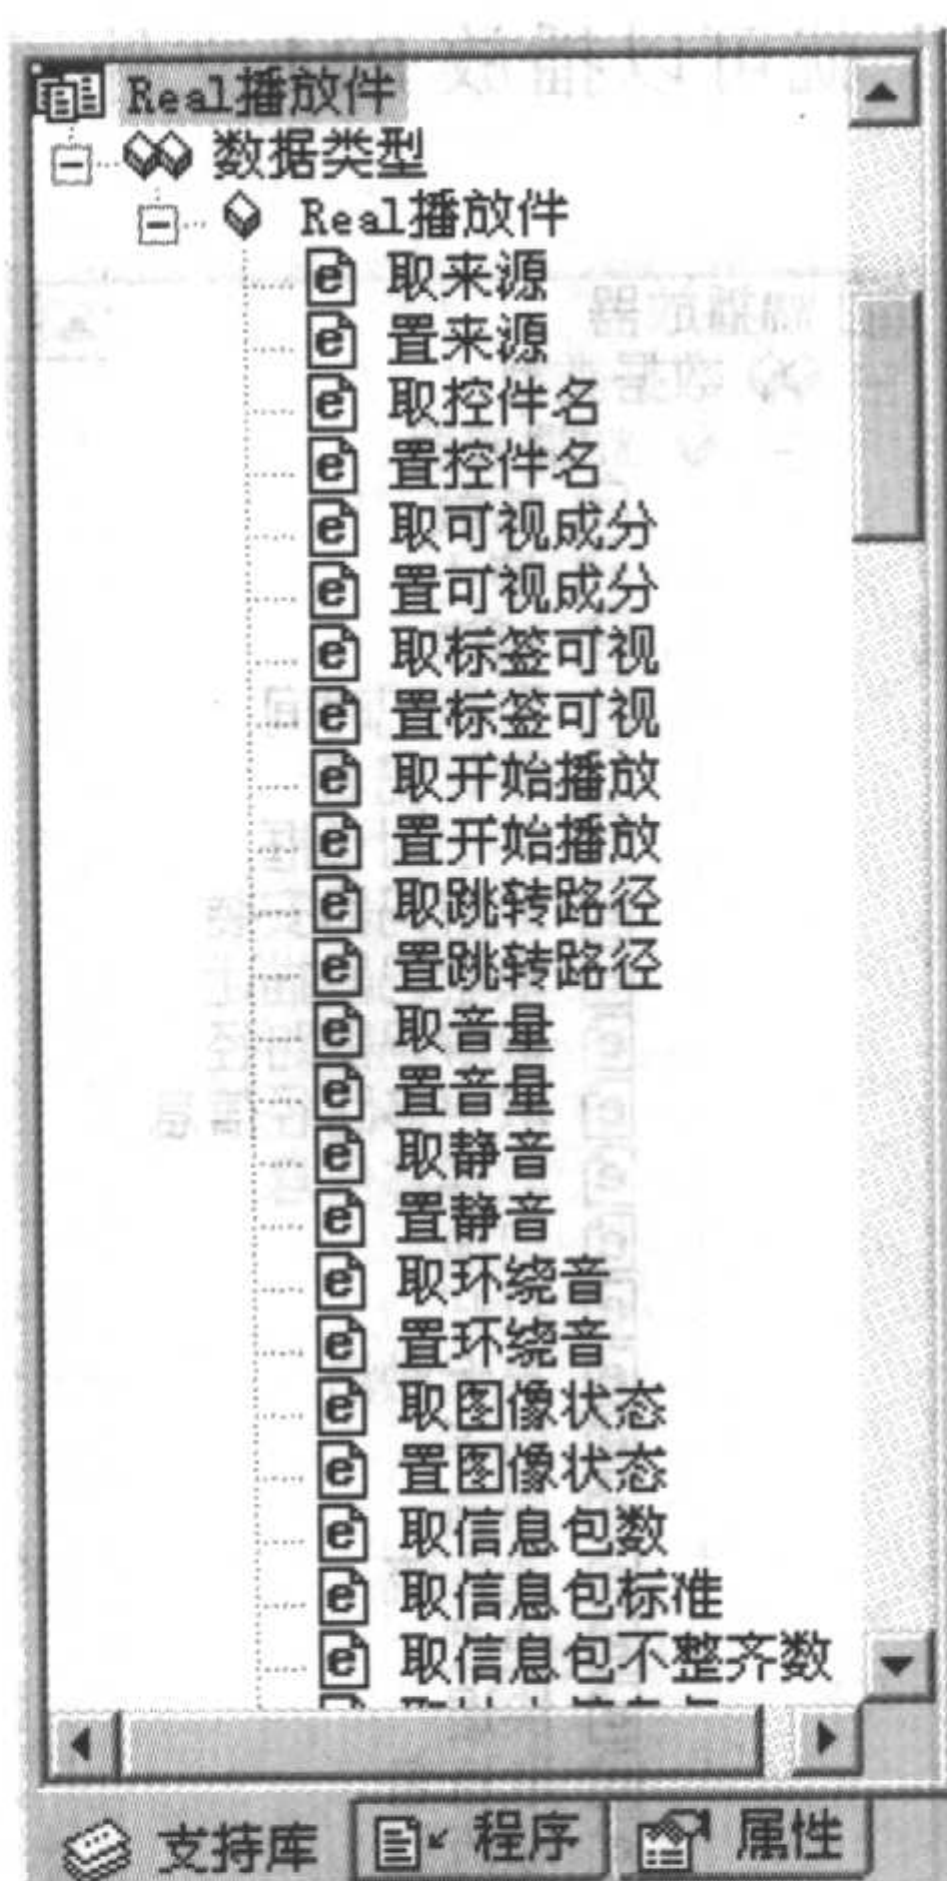 Real播放件
数据类型
Real播放件
取来源
置来源
取控件名
置控件名
取可视成分
置可视成分
取标签可视
置标签可视
取开始播放
置开始播放
取跳转路径
置跳转路径
取音量
置音量
取静音
置静音
取环绕音
置环绕音
取图像状态
置图像状态
取信息包数
取信息包标准
取信息包不整齐数
支持库 程序 属性